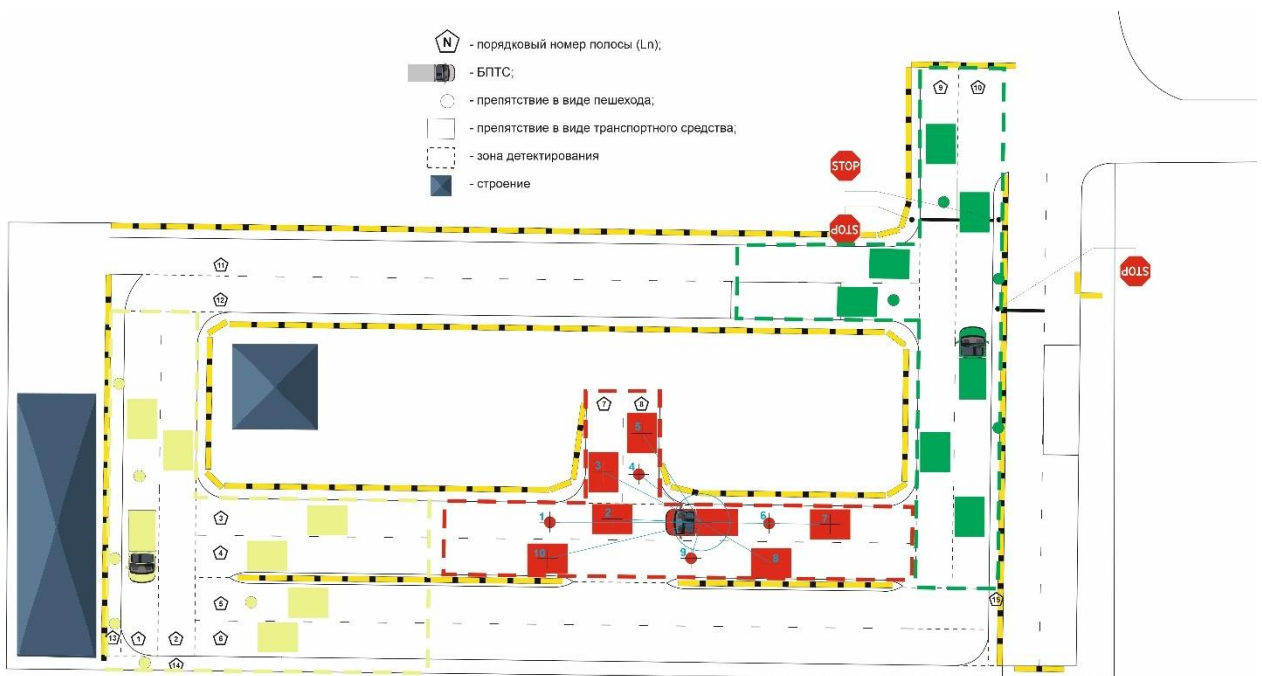 N - порядковый номер полосы (Ln);
- БПТС;
- препятствие в виде пешехода;
- препятствие в виде транспортного средства;
- зона детектирования
- строение
9 10
STOP
STOP
STOP
11
12
7 8
5
3 4
1 2 6 7
10 9 8
3
4
5
6
13 1 2
14
15